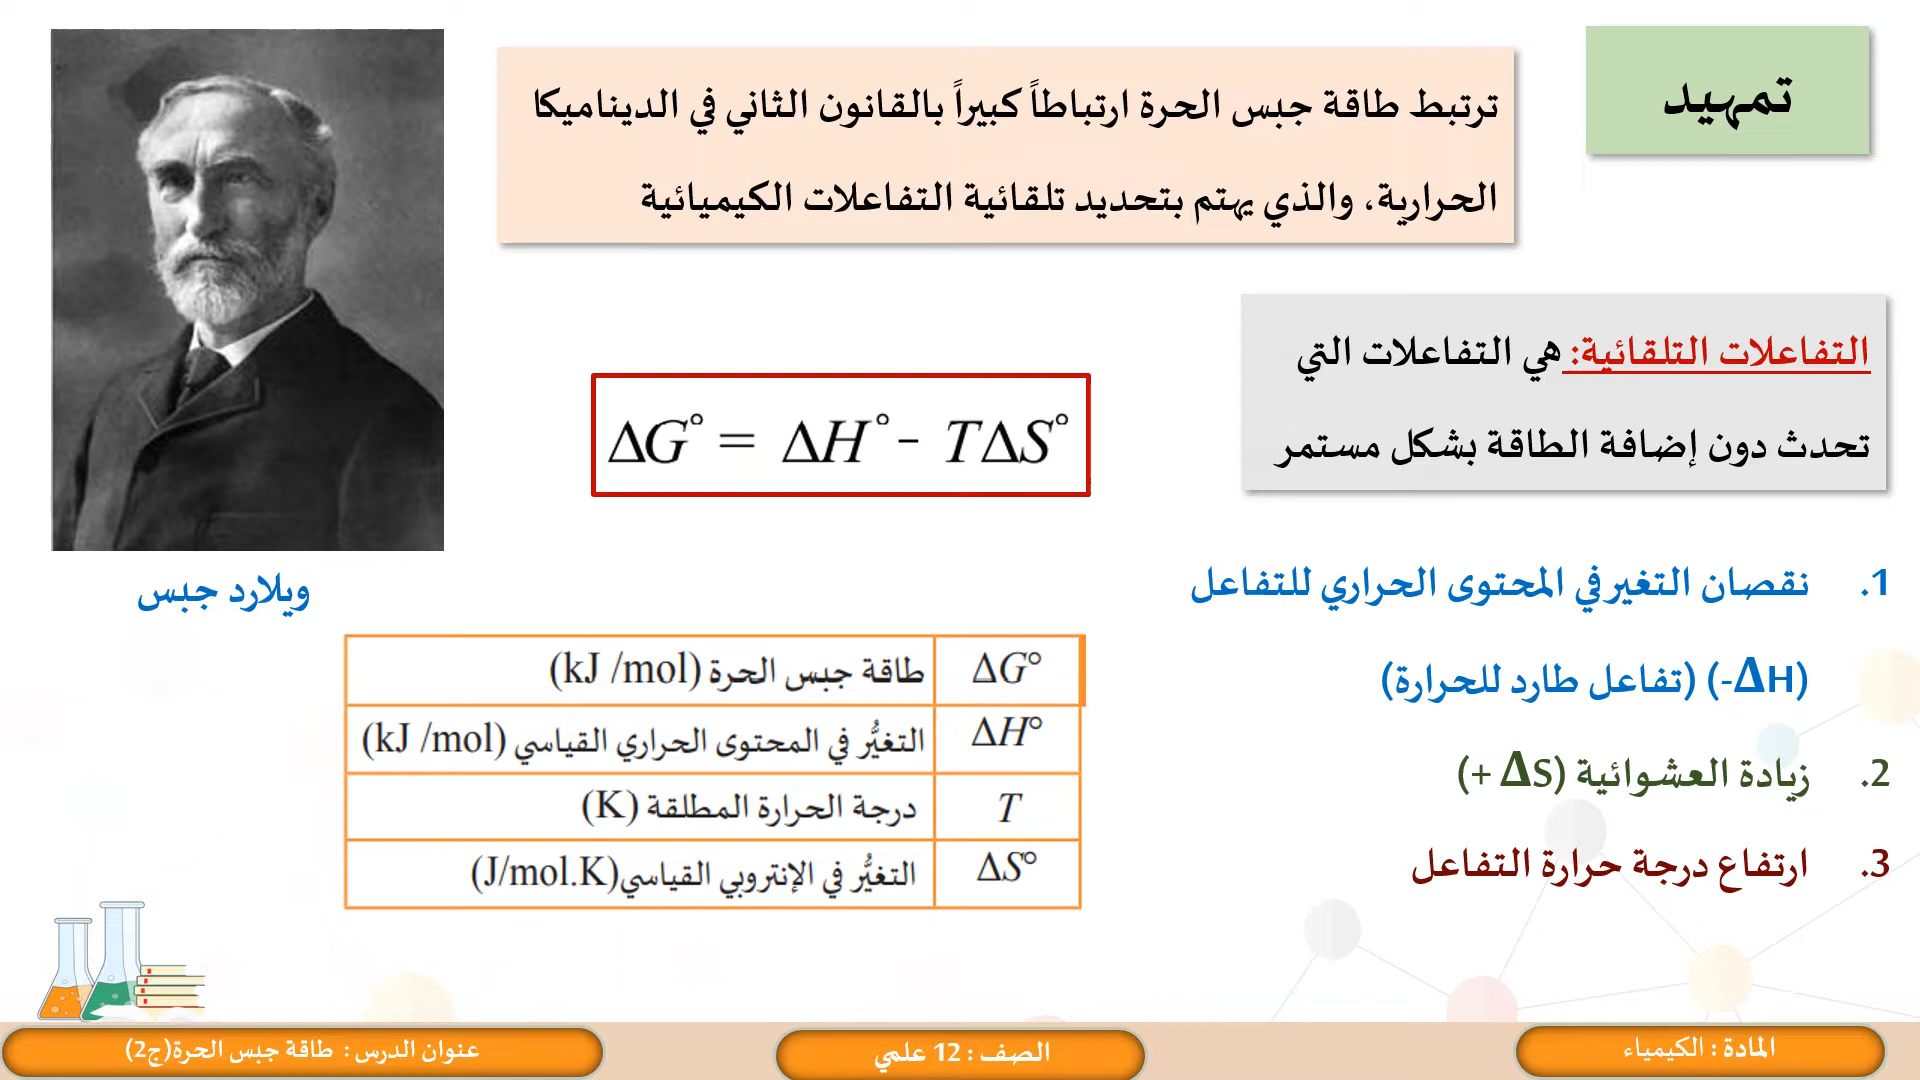 تمهيد
ترتبط طاقة جبس الحرة ارتباطاً كبيراً بالقانون الثاني في الديناميكا
الحرارية، والذي يهتم بتحديد تلقائية التفاعلات الكيميائية
التفاعلات التلقائية: هي التفاعلات التي
تحدث دون إضافة الطاقة بشكل مستمر
ΔG° = ΔH° - TΔS°
ويلارد جبس
1. نقصان التغير في المحتوى الحراري للتفاعل
(-ΔH) (تفاعل طارد للحرارة)
2. زيادة العشوائية (+ ΔS)
3. ارتفاع درجة حرارة التفاعل
ΔG° طاقة جبس الحرة (kJ /mol)
ΔH° التغيُّر في المحتوى الحراري القياسي (kJ /mol)
T درجة الحرارة المطلقة (K)
ΔS° التغيُّر في الإنتروبي القياسي(J/mol.K)
المادة : الكيمياء
الصف : 12 علمي
عنوان الدرس : طاقة جبس الحرة(ج2)